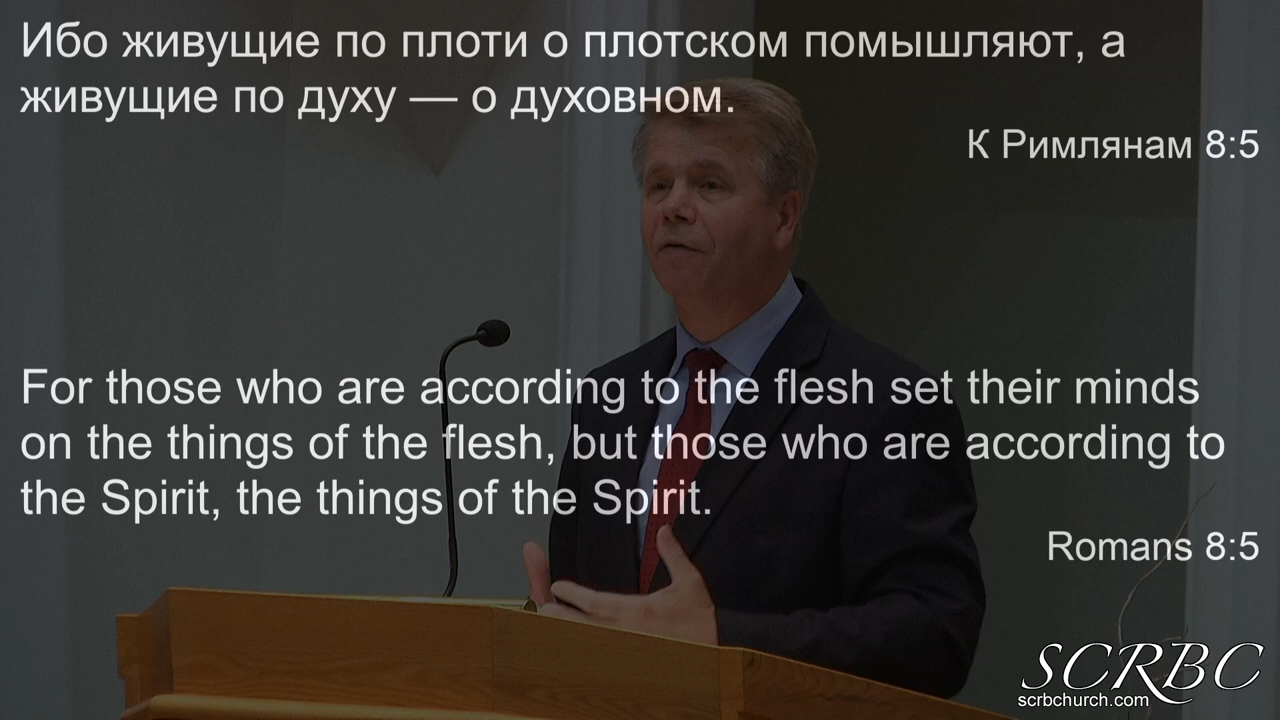 Ибо живущие по плоти о плотском помышляют, а
живущие по духу — о духовном.
К Римлянам 8:5
For those who are according to the flesh set their minds
on the things of the flesh, but those who are according to
the Spirit, the things of the Spirit.
Romans 8:5
SCRBC
scrbchurch.com